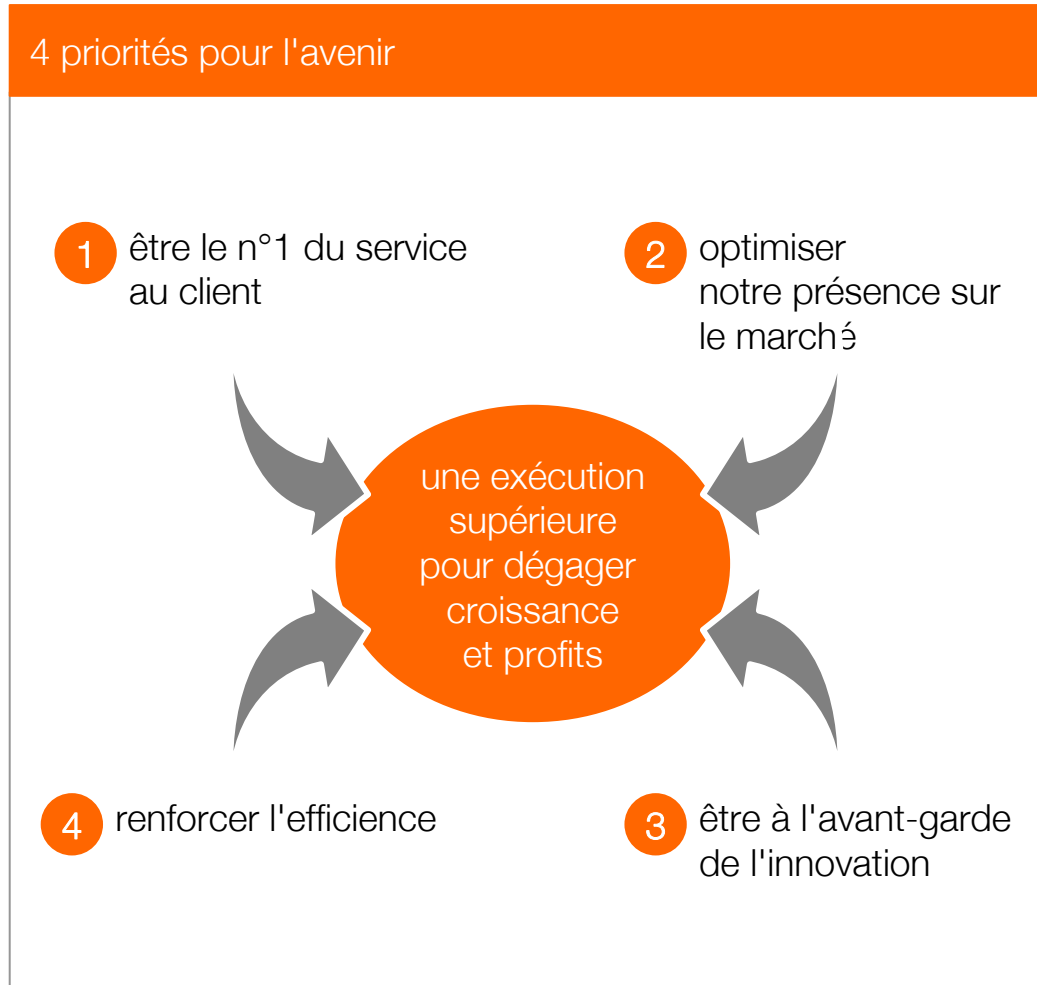 4 priorités pour l'avenir
1
être le n°1 du service
au client
2
optimiser
notre présence sur
le marché
une exécution
supérieure
pour dégager
croissance
et profits
4
renforcer l'efficience
3
être à l'avant-garde
de l'innovation